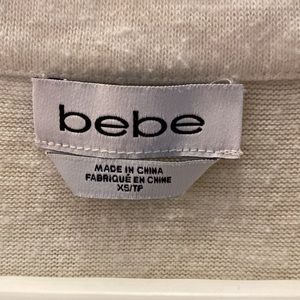 bebe
MADE IN CHINA
FABRIQUÉ EN CHINE
XS/TP